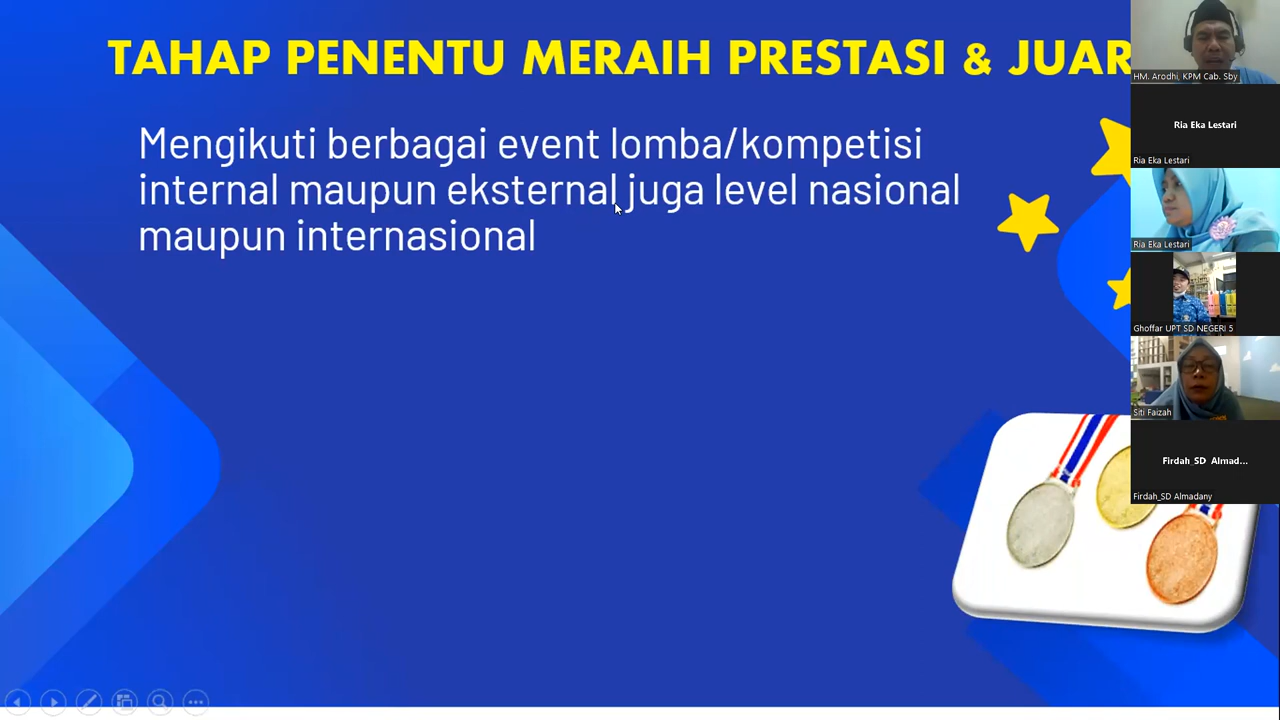 TAHAP PENENTU MERAIH PRESTASI & JUAR
Mengikuti berbagai event lomba/kompetisi
internal maupun eksternal juga level nasional
maupun internasional
HM. Arodhi, KPM Cab. Sby
Ria Eka Lestari
Ria Eka Lestari
Ria Eka Lestari
Ghoffar UPT SD NEGERI 5
Siti Faizah
Firdah_SD Almad...
Firdah_SD Almadany